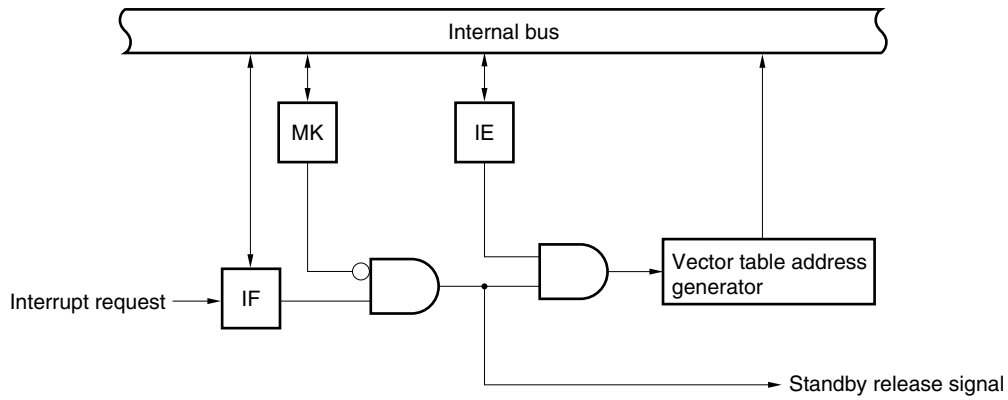 Internal bus
MK
IE
Interrupt request
IF
Vector table address
generator
Standby release signal